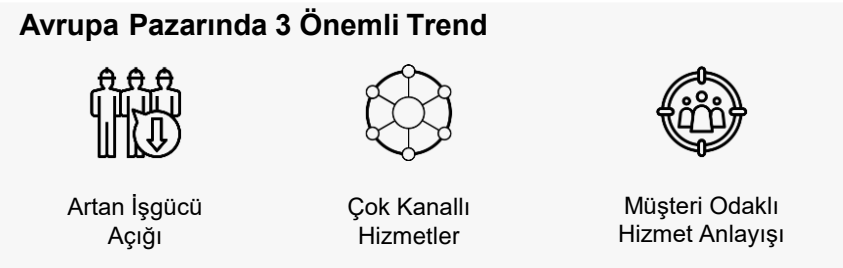 Avrupa Pazarında 3 Önemli Trend
Artan İşgücü
Açığı
Çok Kanallı
Hizmetler
Müşteri Odaklı
Hizmet Anlayışı